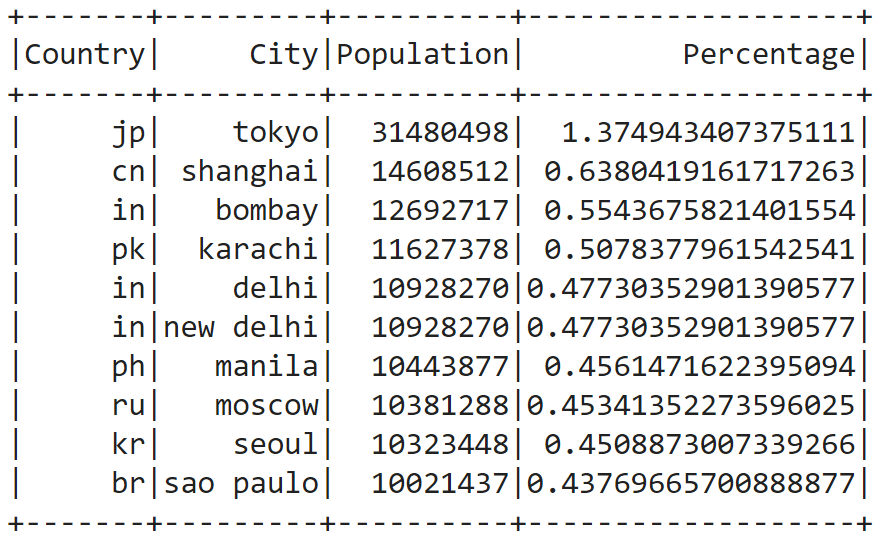 +-------+---------+----------+-------------------+
|Country|     City|Population|         Percentage|
+-------+---------+----------+-------------------+
|     jp|    tokyo|  31480498|  1.374943407375111|
|     cn| shanghai|  14608512| 0.6380419161717263|
|     in|   bombay|  12692717| 0.5543675821401554|
|     pk|  karachi|  11627378| 0.5078377961542541|
|     in|    delhi|  10928270|0.47730352901390577|
|     in|new delhi|  10928270|0.47730352901390577|
|     ph|   manila|  10443877| 0.4561471622395094|
|     ru|   moscow|  10381288|0.45341352273596025|
|     kr|    seoul|  10323448| 0.4508873007339266|
|     br|sao paulo|  10021437|0.43769665700888877|
+-------+---------+----------+-------------------+